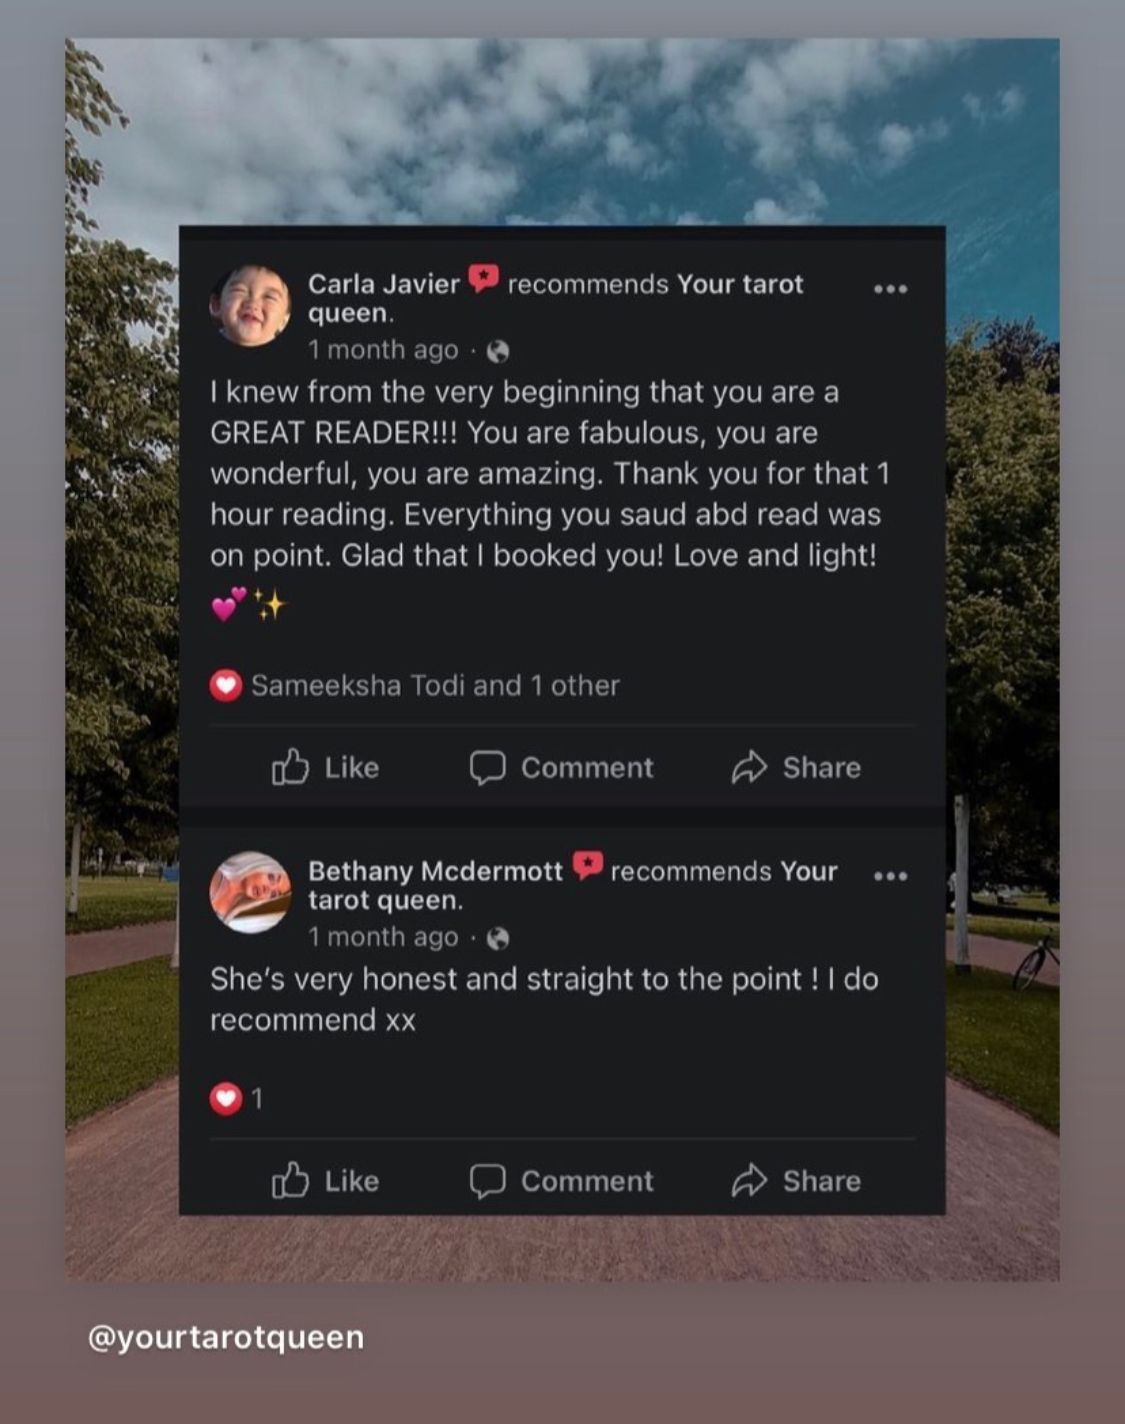 Carla Javier recommends Your tarot
queen.
1 month ago ·
I knew from the very beginning that you are a
GREAT READER!!! You are fabulous, you are
wonderful, you are amazing. Thank you for that 1
hour reading. Everything you saud abd read was
on point. Glad that I booked you! Love and light!
💕✨
Sameeksha Todi and 1 other
Like Comment Share
Bethany Mcdermott recommends Your
tarot queen.
1 month ago ·
She's very honest and straight to the point ! I do
recommend xx
1
Like Comment Share
@yourtarotqueen